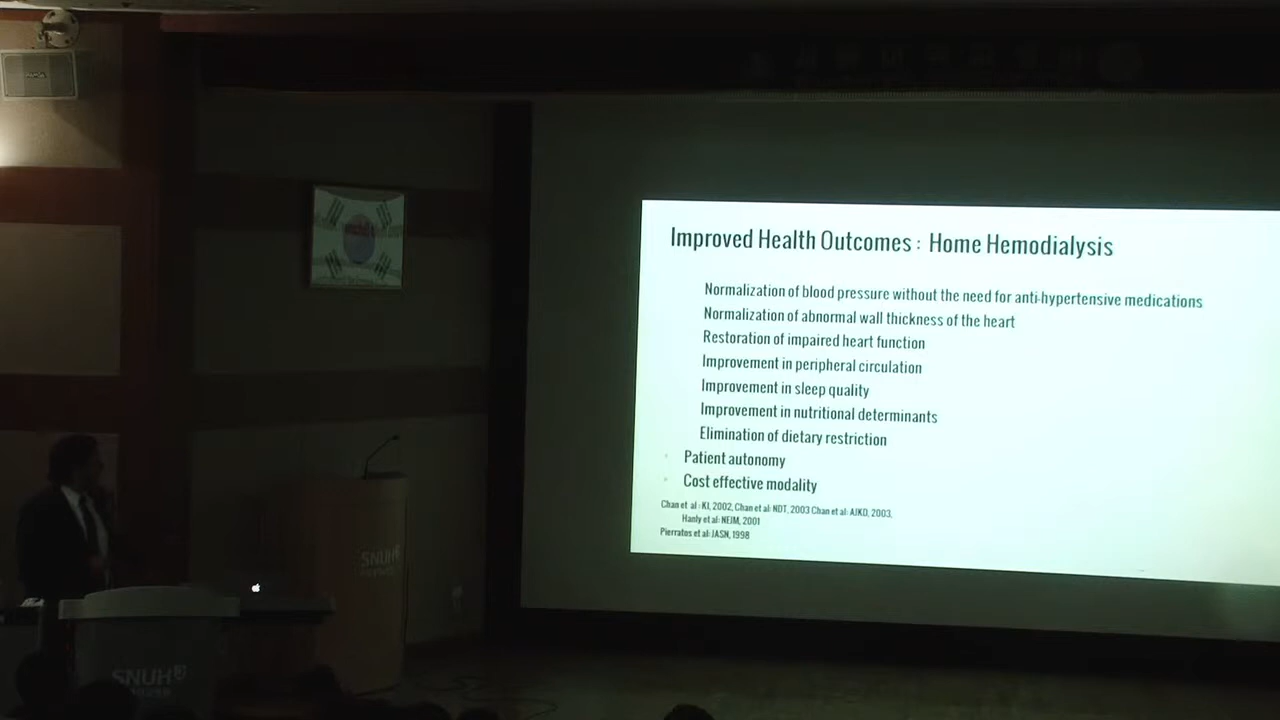 Improved Health Outcomes : Home Hemodialysis
Normalization of blood pressure without the need for anti-hypertensive medications
Normalization of abnormal wall thickness of the heart
Restoration of impaired heart function
Improvement in peripheral circulation
Improvement in sleep quality
Improvement in nutritional determinants
Elimination of dietary restriction
Patient autonomy
Cost effective modality
Chan et al : KI, 2002, Chan et al: NDT, 2003 Chan et al: AJKD, 2003,
Hanly et al: NEJM, 2001
Pierratos et al: JASN, 1998
SNUH
SNUH